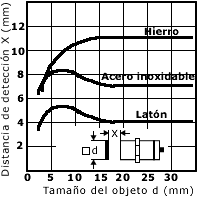 Distancia de detección X (mm)
12
10
8
6
4
2
Hierro
Acero inoxidable
Latón
X
d
0
5
10
15
20
25
30
Tamaño del objeto d (mm)